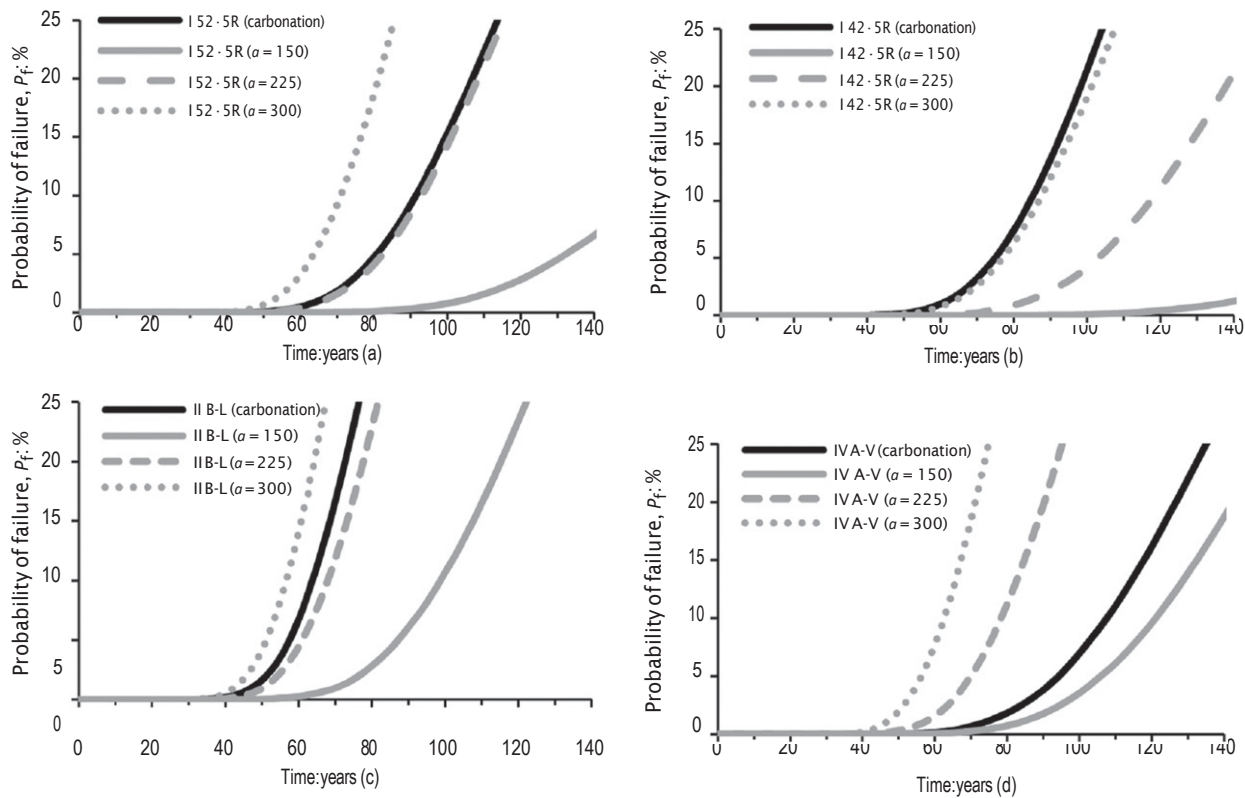 25
20
15
10
5
0
Probability of failure, Pf: %
I 52·5R (carbonation)
I 52·5R (a = 150)
I 52·5R (a = 225)
I 52·5R (a = 300)
0 20 40 60 80 100 120 140
Time:years (a)
25
20
15
10
5
0
Probability of failure, Pf: %
I 42·5R (carbonation)
I 42·5R (a = 150)
I 42·5R (a = 225)
I 42·5R (a = 300)
0 20 40 60 80 100 120 140
Time:years (b)
25
20
15
10
5
0
Probability of failure, Pf: %
II B-L (carbonation)
II B-L (a = 150)
II B-L (a = 225)
II B-L (a = 300)
0 20 40 60 80 100 120 140
Time:years (c)
25
20
15
10
5
0
Probability of failure, Pf: %
IV A-V (carbonation)
IV A-V (a = 150)
IV A-V (a = 225)
IV A-V (a = 300)
0 20 40 60 80 100 120 140
Time:years (d)